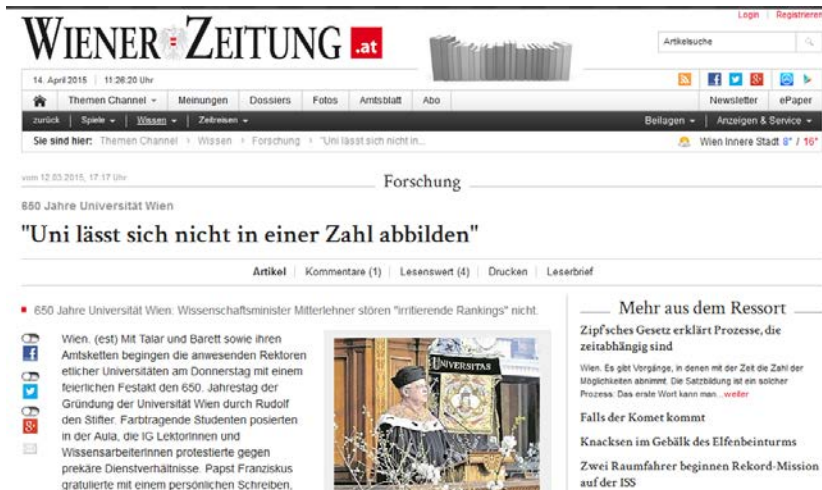 Login | Registrieren
WIENER ZEITUNG .at
Artikelsuche
14. April 2015 | 11:26:20 Uhr
Themen Channel Meinungen Dossiers Fotos Amtsblatt Abo Newsletter ePaper
zurück | Spiele | Wissen | Zeitreisen Beilagen | Anzeigen & Service
Sie sind hier: Themen Channel › Wissen › Forschung › "Uni lässt sich nicht in... Wien Innere Stadt 8° / 16°
vom 12.03.2015, 17:17 Uhr
Forschung
650 Jahre Universität Wien
"Uni lässt sich nicht in einer Zahl abbilden"
Artikel | Kommentare (1) | Lesenswert (4) | Drucken | Leserbrief
650 Jahre Universität Wien: Wissenschaftsminister Mitterlehner stören "irritierende Rankings" nicht.
Wien. (est) Mit Talar und Barett sowie ihren
Amtsketten begingen die anwesenden Rektoren
etlicher Universitäten am Donnerstag mit einem
feierlichen Festakt den 650. Jahrestag der
Gründung der Universität Wien durch Rudolf
den Stifter. Farbtragende Studenten posierten
in der Aula, die IG LektorInnen und
WissensarbeiterInnen protestierte gegen
prekäre Dienstverhältnisse. Papst Franziskus
gratulierte mit einem persönlichen Schreiben,
UNIVERSITAS
Mehr aus dem Ressort
Zipf'sches Gesetz erklärt Prozesse, die
zeitabhängig sind
Wien. Es gibt Vorgänge, in denen mit der Zeit die Zahl der
Möglichkeiten abnimmt. Die Satzbildung ist ein solcher
Prozess: Das erste Wort kann man...weiter
Falls der Komet kommt
Knacksen im Gebälk des Elfenbeinturms
Zwei Raumfahrer beginnen Rekord-Mission
auf der ISS